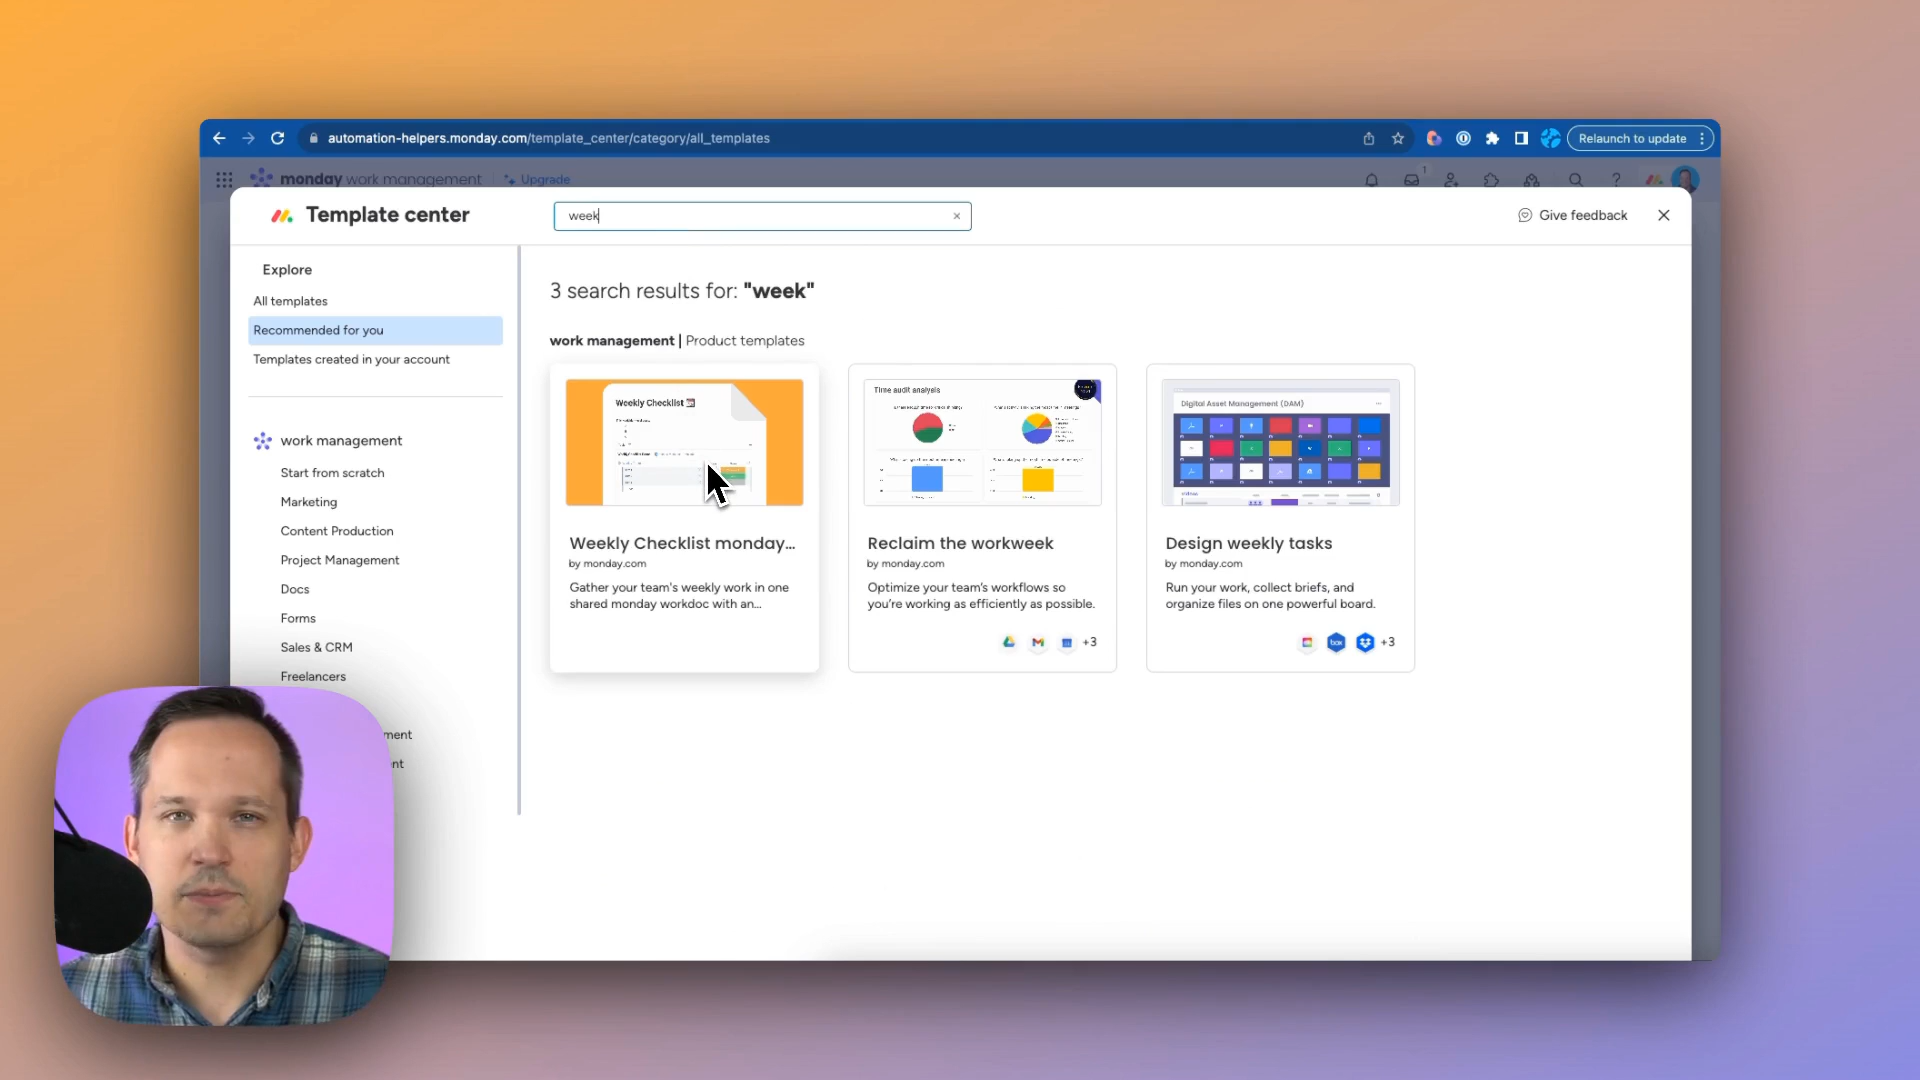 automation-helpers.monday.com/template_center/category/all_templates
Relaunch to update
monday work management
Upgrade
1
Template center
week
Give feedback
Explore
All templates
Recommended for you
Templates created in your account
work management
Start from scratch
Marketing
Content Production
Project Management
Docs
Forms
Sales & CRM
Freelancers
ment
nt
3 search results for: "week"
work management | Product templates
Weekly Checklist
Weekly Checklist monday...
by monday.com
Gather your team's weekly work in one
shared monday workdoc with an...
Time audit analysis
Reclaim the workweek
by monday.com
Optimize your team's workflows so
you're working as efficiently as possible.
+3
Digital Asset Management (DAM)
Design weekly tasks
by monday.com
Run your work, collect briefs, and
organize files on one powerful board.
box
+3